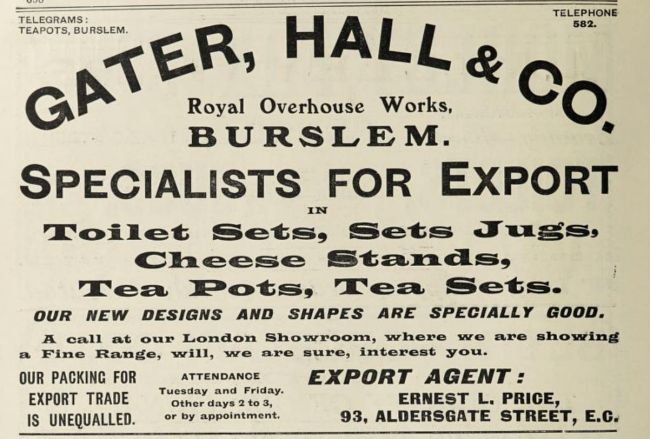 TELEGRAMS:
TEAPOTS, BURSLEM.
TELEPHONE
582.
GATER, HALL & CO.
Royal Overhouse Works,
BURSLEM.
SPECIALISTS FOR EXPORT
IN
Toilet Sets, Sets Jugs,
Cheese Stands,
Tea Pots, Tea Sets.
OUR NEW DESIGNS AND SHAPES ARE SPECIALLY GOOD.
A call at our London Showroom, where we are showing
a Fine Range, will, we are sure, interest you.
OUR PACKING FOR
EXPORT TRADE
IS UNEQUALLED.
ATTENDANCE
Tuesday and Friday.
Other days 2 to 3,
or by appointment.
EXPORT AGENT:
ERNEST L. PRICE,
93, ALDERSGATE STREET, E.C.